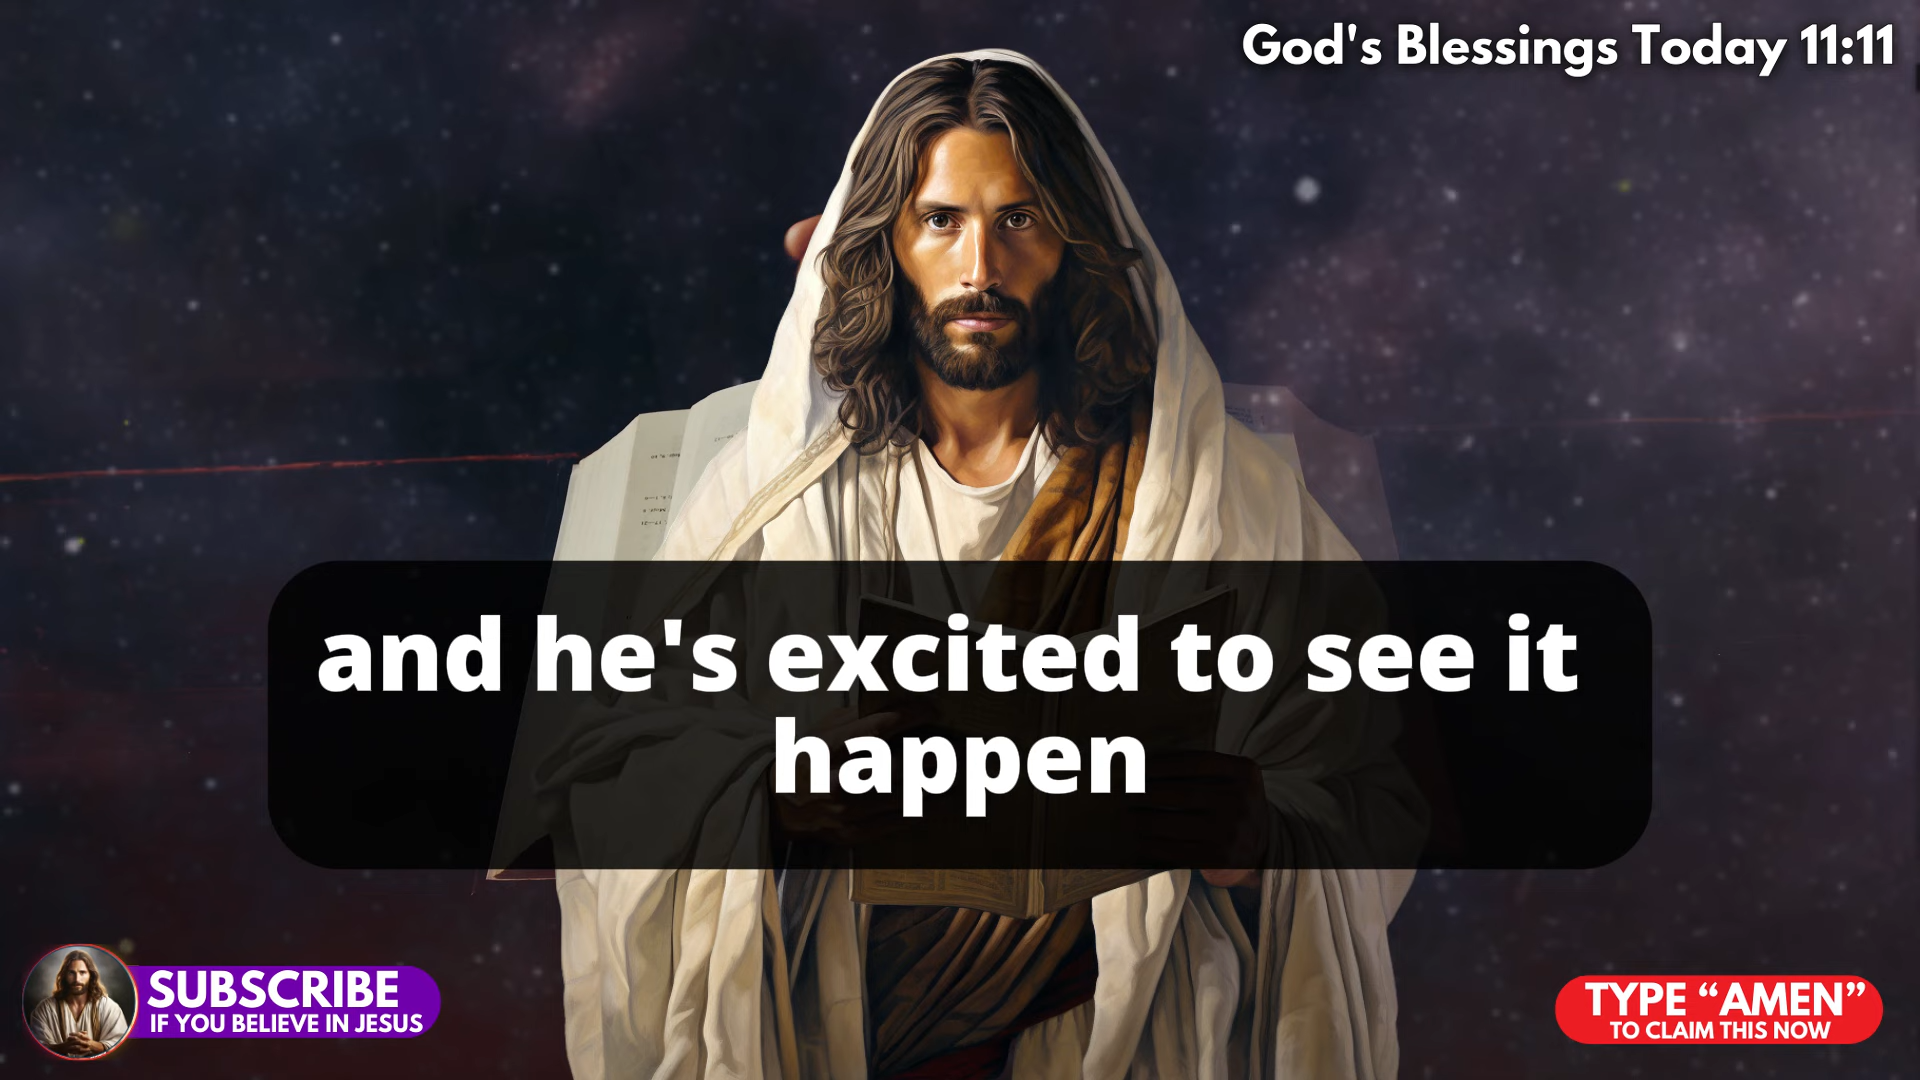 God's Blessings Today 11:11
and he's excited to see it
happen
SUBSCRIBE
IF YOU BELIEVE IN JESUS
TYPE “AMEN”
TO CLAIM THIS NOW